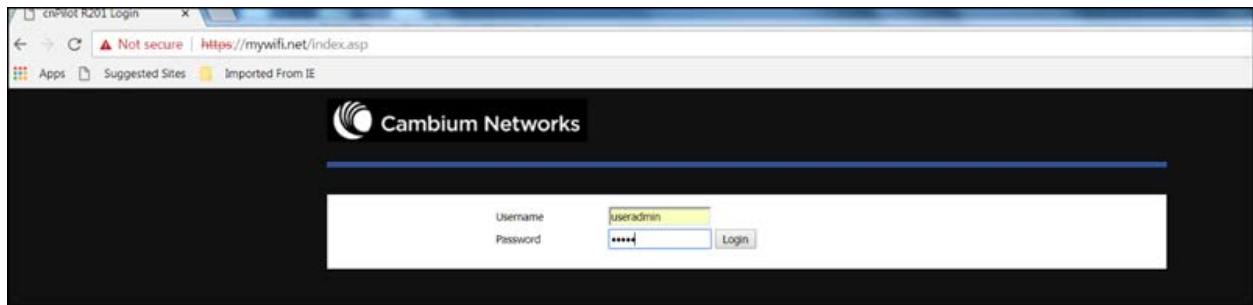 cnPilot R201 Login
Not secure | https://mywifi.net/index.asp
Apps Suggested Sites Imported From IE
Cambium Networks
Username useradmin
Password •••••
Login